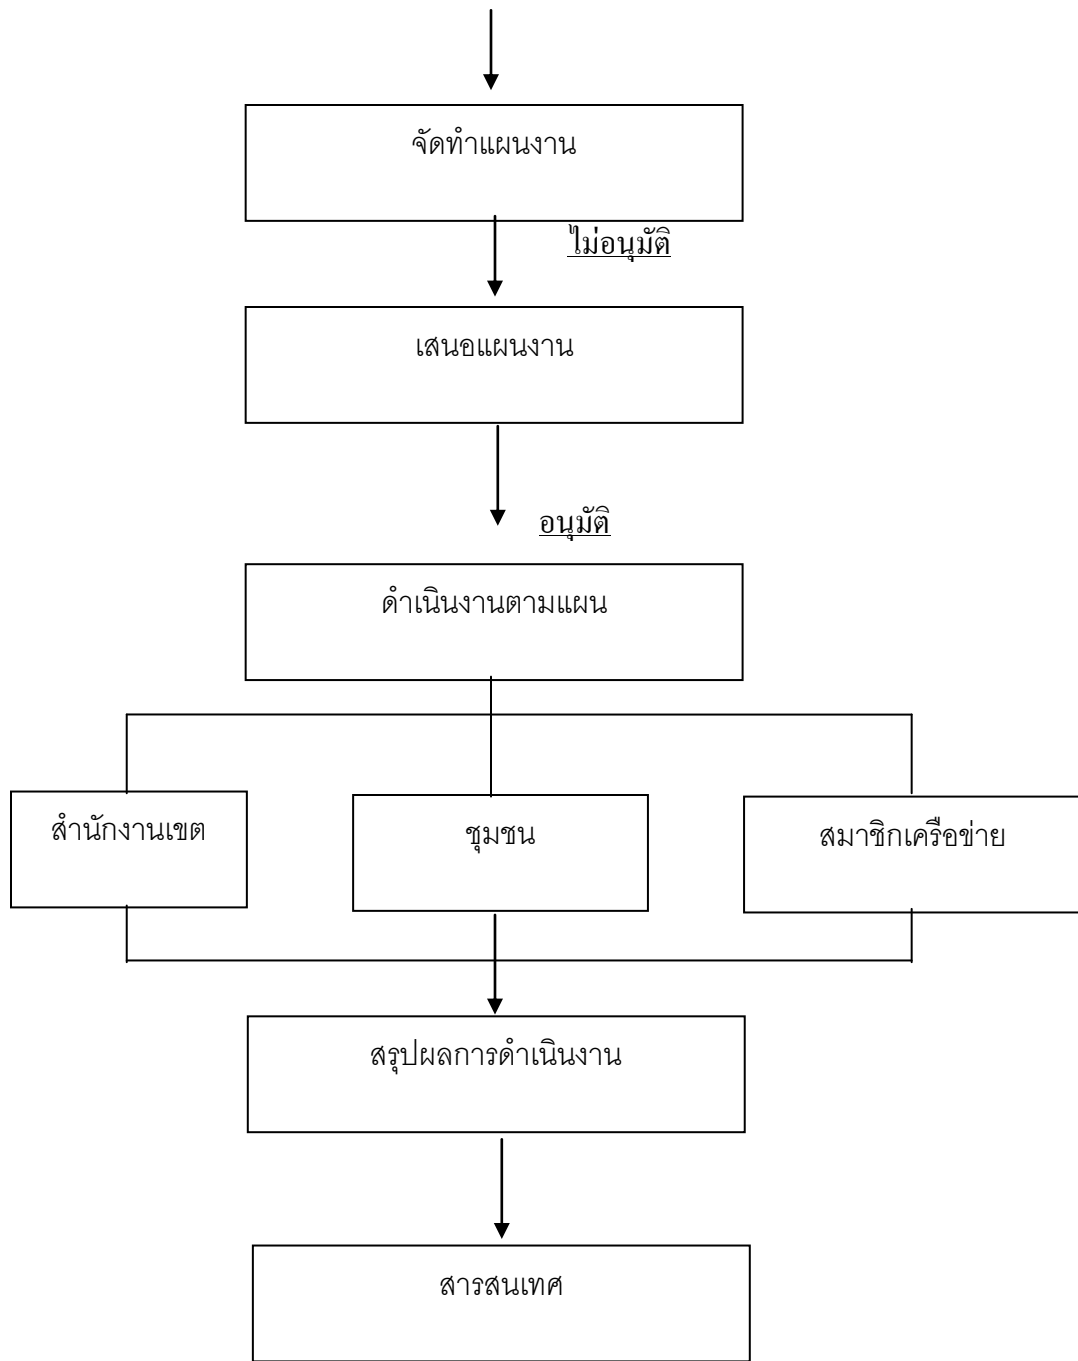 จัดทำแผนงาน
ไม่อนุมัติ
เสนอแผนงาน
อนุมัติ
ดำเนินงานตามแผน
สำนักงานเขต
ชุมชน
สมาชิกเครือข่าย
สรุปผลการดำเนินงาน
สารสนเทศ